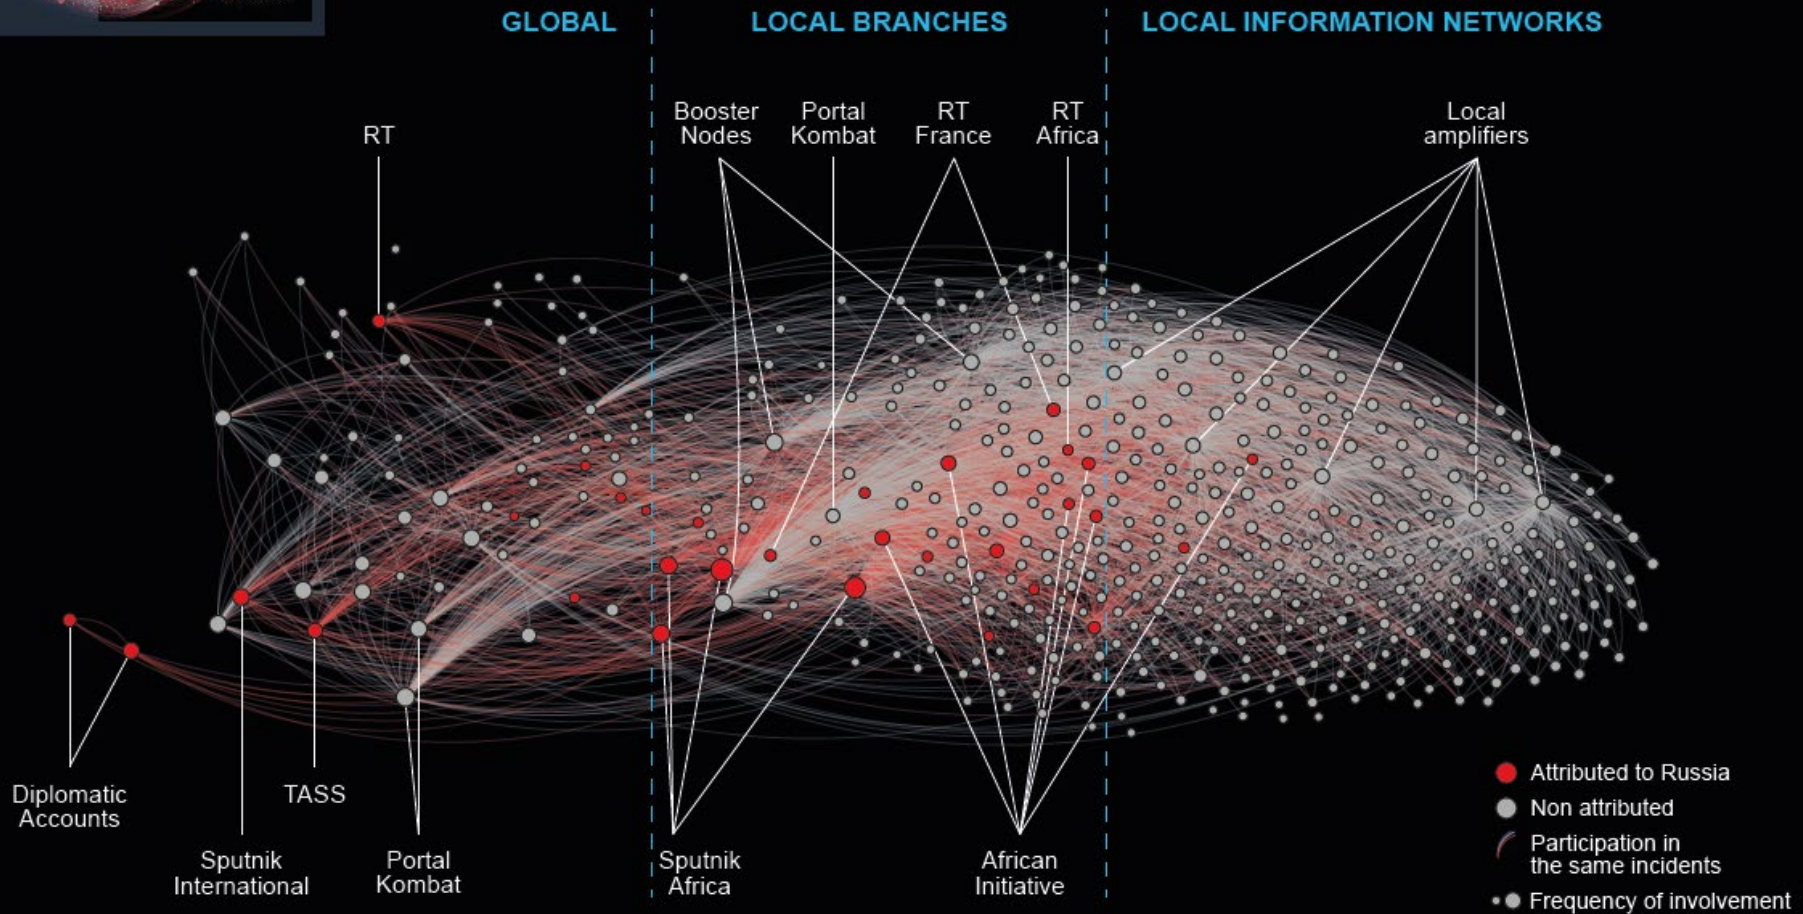 GLOBAL
LOCAL BRANCHES
LOCAL INFORMATION NETWORKS
RT
Booster
Nodes
Portal
Kombat
RT
France
RT
Africa
Local
amplifiers
Diplomatic
Accounts
Sputnik
International
TASS
Portal
Kombat
Sputnik
Africa
African
Initiative
Attributed to Russia
Non attributed
Participation in
the same incidents
Frequency of involvement